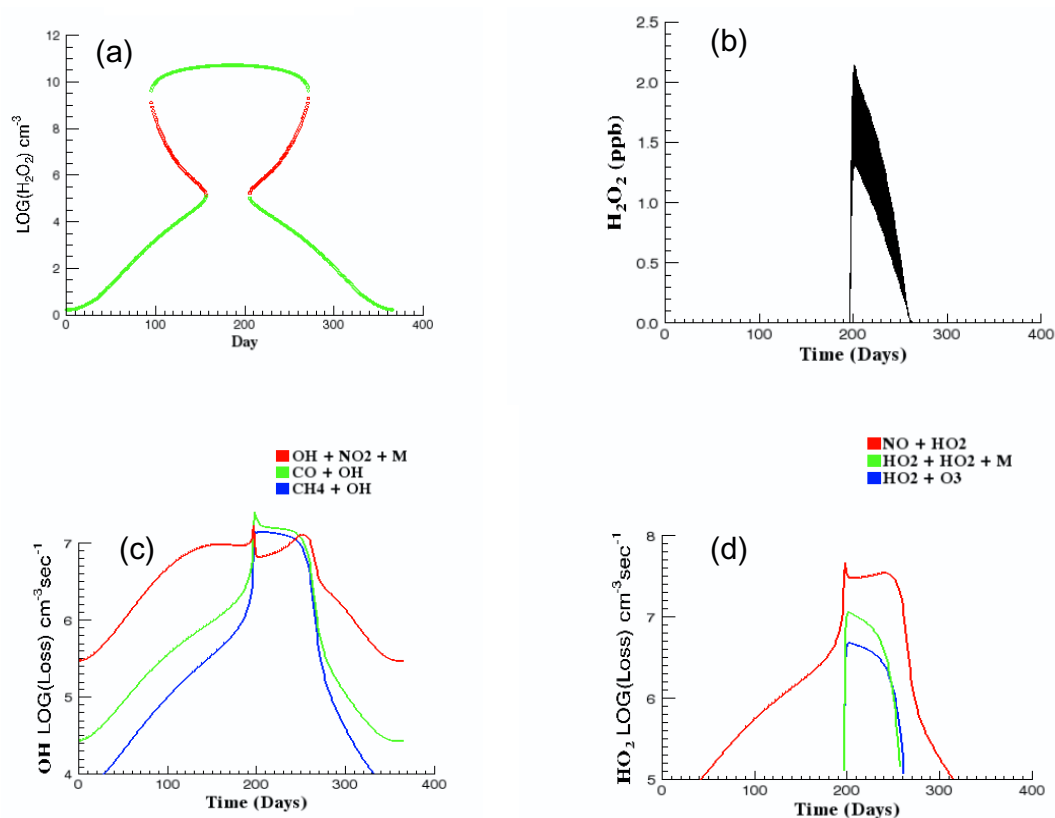 (a)
12
10
8
6
4
2
0
LOG(H₂O₂) cm⁻³
0 100 200 300 400
Day
(b)
2.5
2.0
1.5
1.0
0.5
0.0
H₂O₂ (ppb)
0 100 200 300 400
Time (Days)
OH + NO2 + M
CO + OH
CH4 + OH
(c)
7
6
5
4
OH LOG(Loss) cm⁻³sec⁻¹
0 100 200 300 400
Time (Days)
NO + HO2
HO2 + HO2 + M
HO2 + O3
(d)
8
7
6
5
HO₂ LOG(Loss) cm⁻³sec⁻¹
0 100 200 300 400
Time (Days)